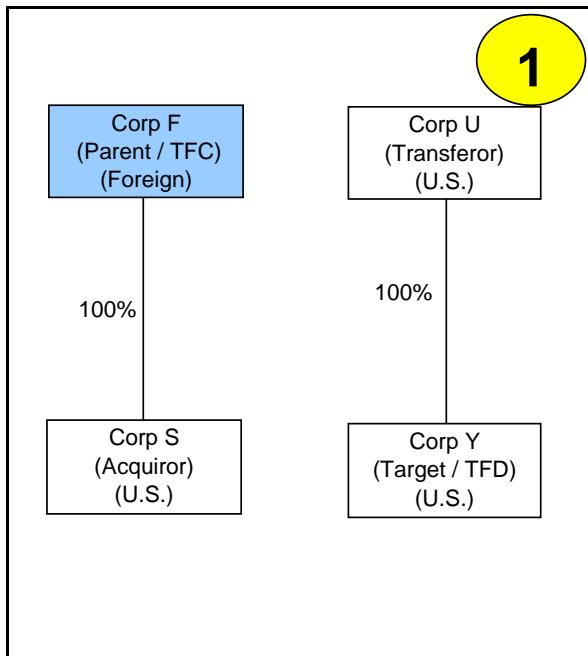 1
Corp F
(Parent / TFC)
(Foreign)
Corp U
(Transferor)
(U.S.)
100%
100%
Corp S
(Acquiror)
(U.S.)
Corp Y
(Target / TFD)
(U.S.)